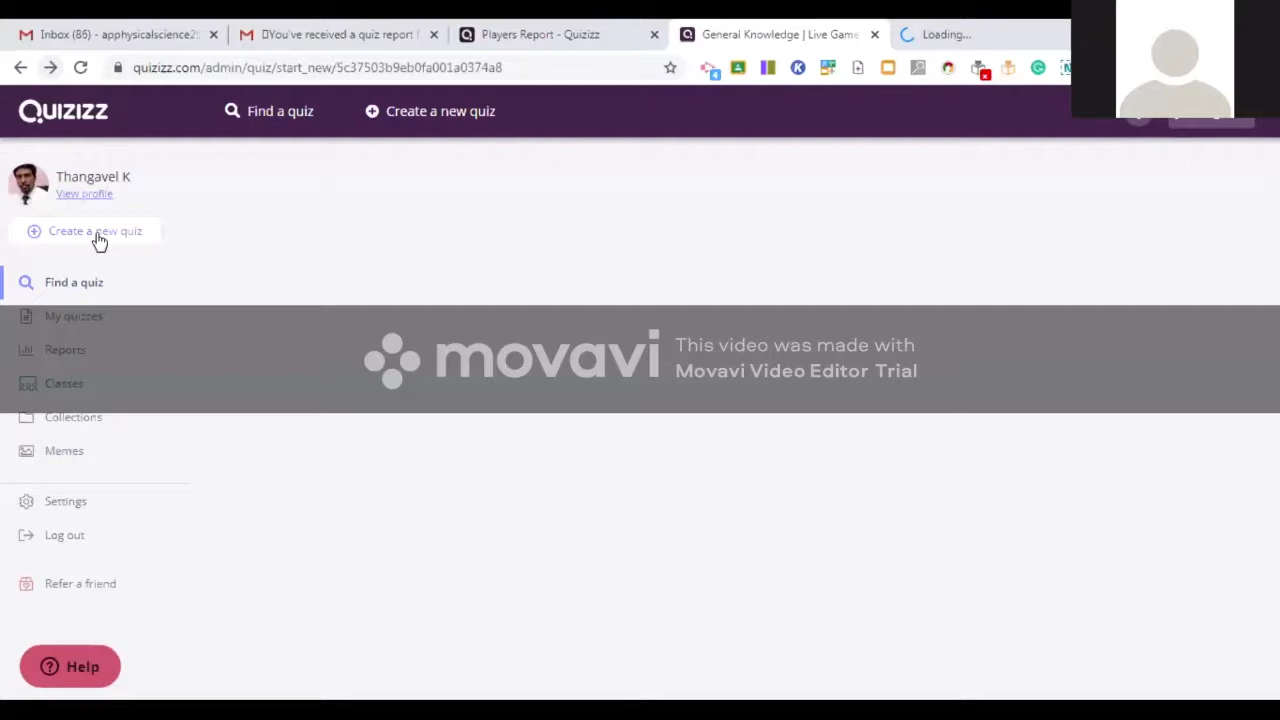 Inbox (86) - apphysicalscience2
You've received a quiz report
Players Report - Quizizz
General Knowledge | Live Game
Loading...
quizizz.com/admin/quiz/start_new/5c37503b9eb0fa001a0374a8
4
QUIZIZZ
Find a quiz
Create a new quiz
Thangavel K
View profile
Create a new quiz
Find a quiz
My quizzes
Reports
Classes
Collections
Memes
Settings
Log out
Refer a friend
Help
movavi
This video was made with
Movavi Video Editor Trial